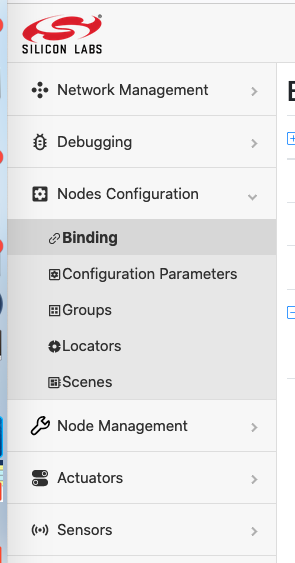 SILICON LABS
Network Management
Debugging
Nodes Configuration
Binding
Configuration Parameters
Groups
Locators
Scenes
Node Management
Actuators
Sensors